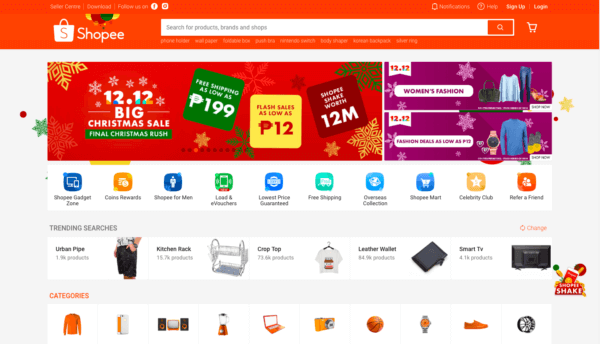 Seller Centre | Download | Follow us on
Notifications
Help
Sign Up
Login
S Shopee
Search for products, brands and shops
phone holder wall paper foldable box push bra nintendo switch body shaper korean backpack silver ring
12.12
BIG
CHRISTMAS SALE
FINAL CHRISTMAS RUSH
FREE SHIPPING
AS LOW AS
₱199
FLASH SALES
AS LOW AS
₱12
SHOPEE
SHAKE
WORTH
12M
12.12
WOMEN'S FASHION
SHOP NOW
12.12
FASHION DEALS AS LOW AS ₱12
SHOP NOW
Shopee Gadget
Zone
Coins Rewards
Shopee for Men
Load &
eVouchers
Lowest Price
Guaranteed
Free Shipping
Overseas
Collection
Shopee Mart
Celebrity Club
Refer a Friend
TRENDING SEARCHES
Change
Urban Pipe
1.9k products
Kitchen Rack
15.7k products
Crop Top
73.6k products
Leather Wallet
84.9k products
Smart Tv
4.1k products
SHOPEE
SHAKE
CATEGORIES